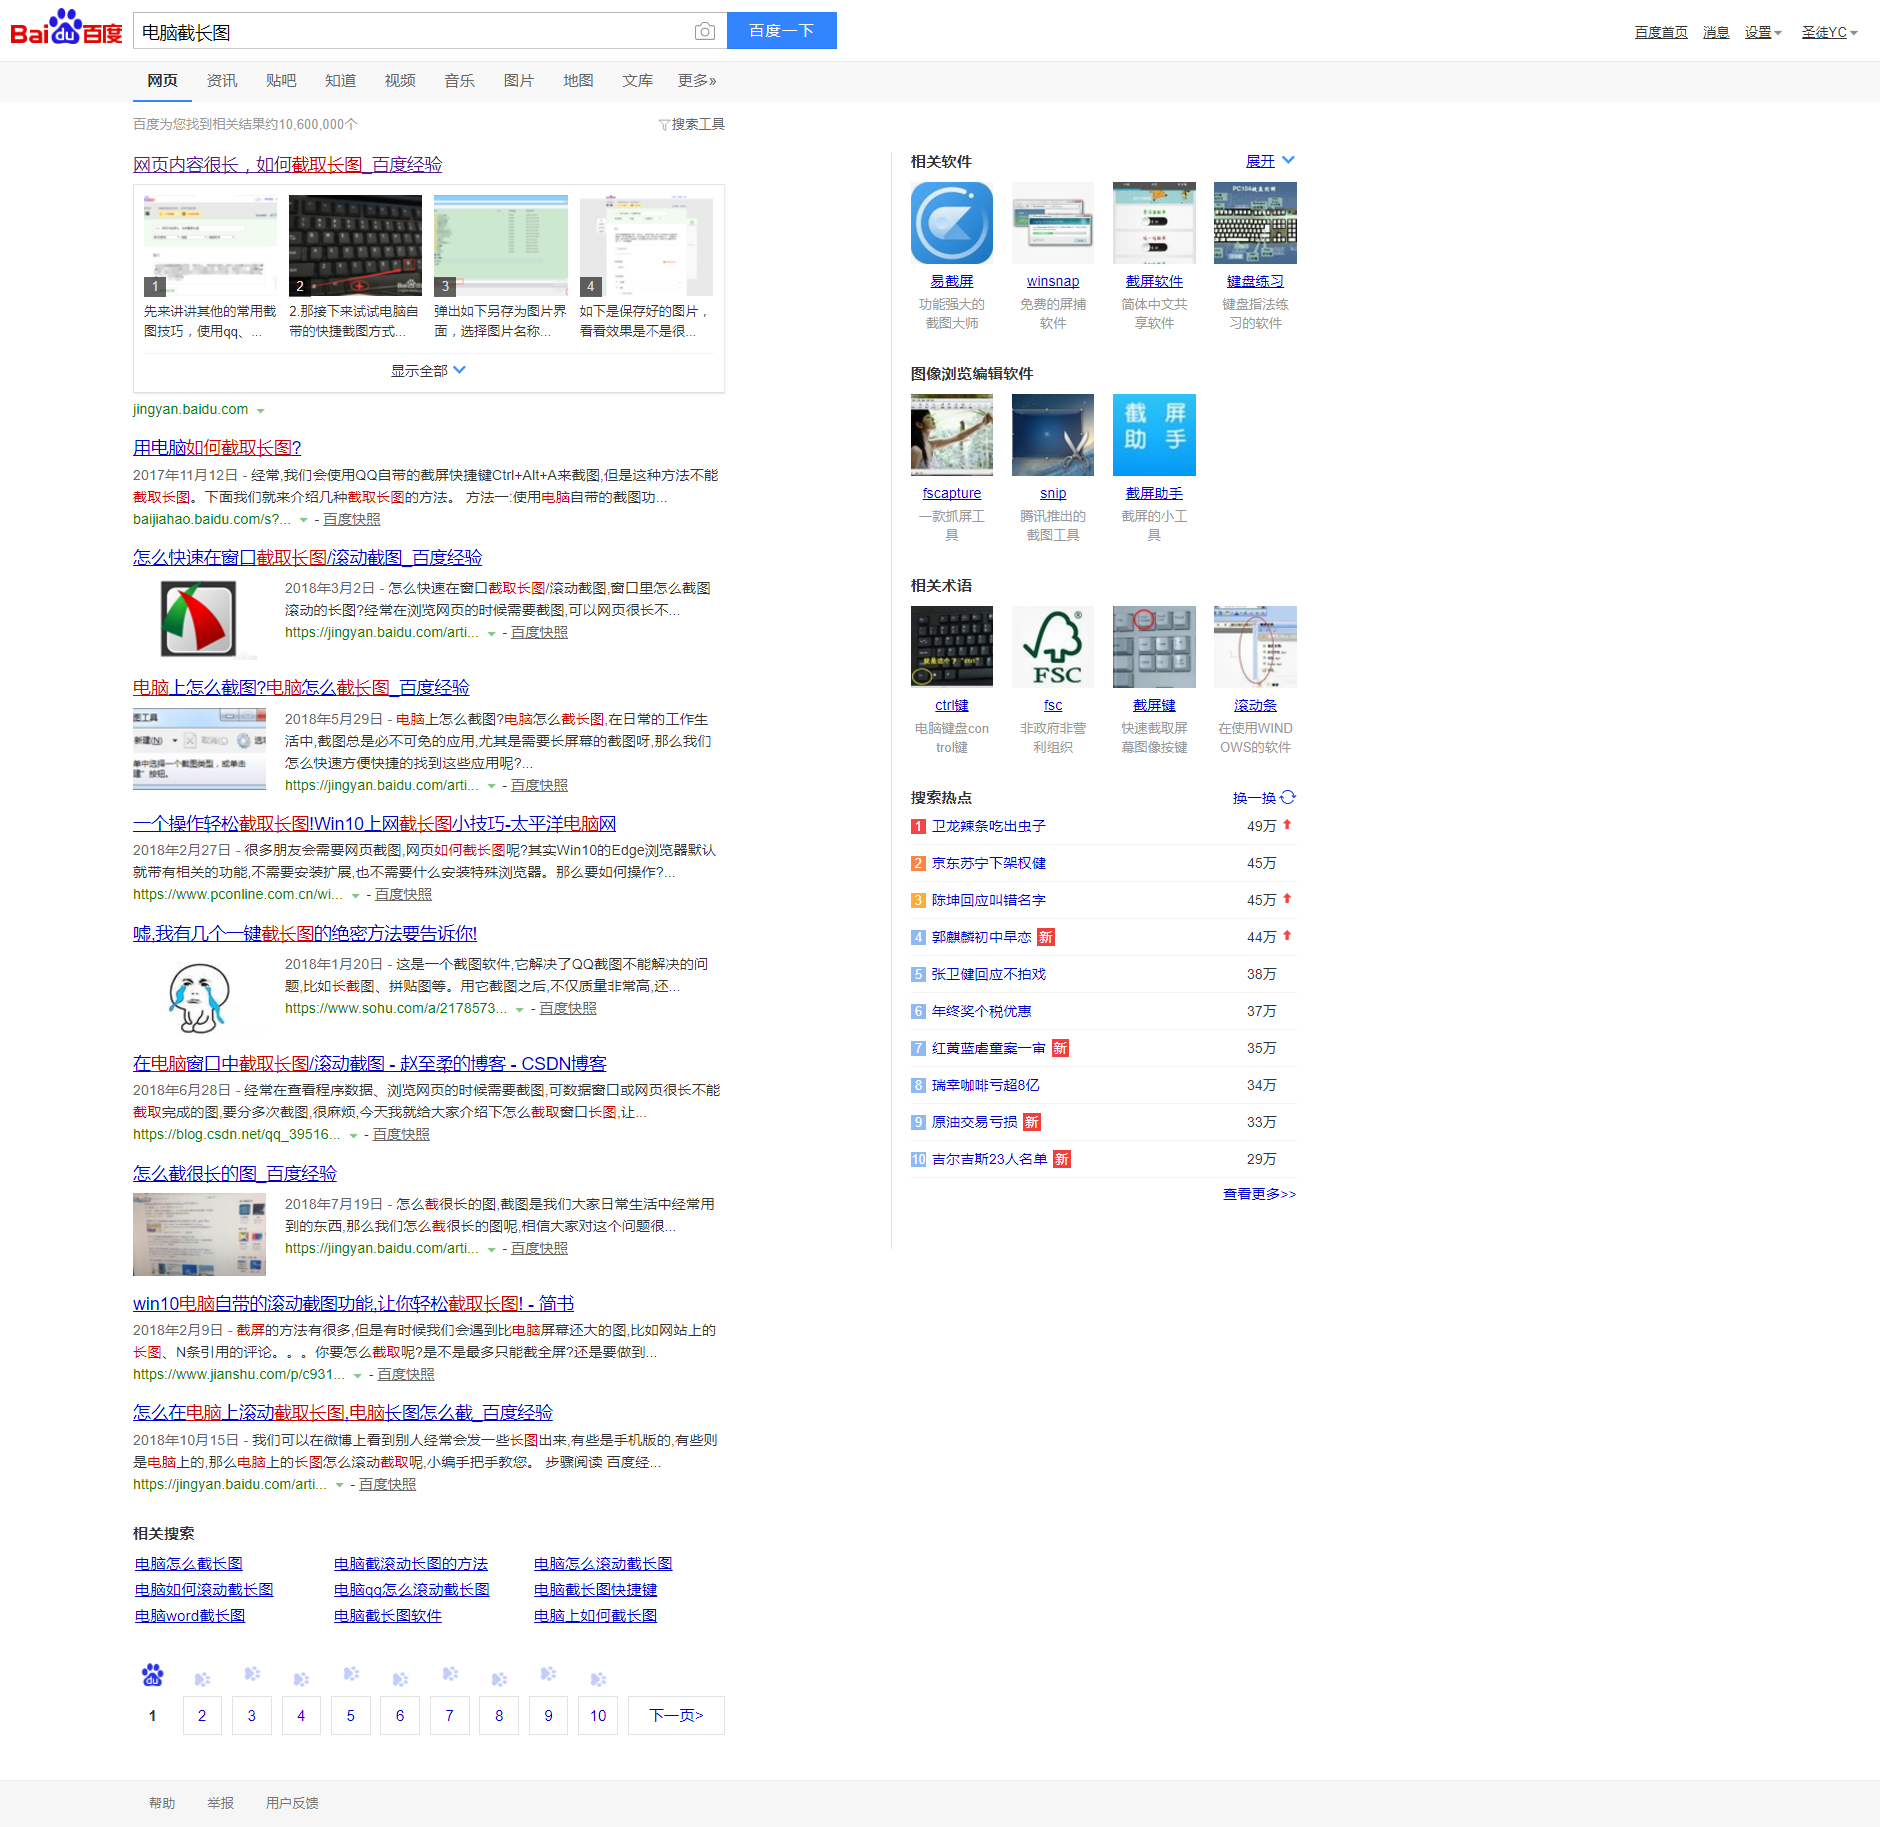 Bai du 百度
电脑截长图
百度一下
百度首页 消息 设置 圣徒YC
网页 资讯 贴吧 知道 视频 音乐 图片 地图 文库 更多»
百度为您找到相关结果约10,600,000个
搜索工具
网页内容很长，如何截取长图_百度经验
1 2 3 4
先来讲讲其他的常用截图技巧，使用qq、...
2.那接下来试试电脑自带的快捷截图方式...
弹出如下另存为图片界面，选择图片名称...
如下是保存好的图片，看看效果是不是很...
显示全部
jingyan.baidu.com
用电脑如何截取长图?
2017年11月12日 - 经常,我们会使用QQ自带的截屏快捷键Ctrl+Alt+A来截图,但是这种方法不能
截取长图。下面我们就来介绍几种截取长图的方法。 方法一:使用电脑自带的截图功...
baijiahao.baidu.com/s?... - 百度快照
怎么快速在窗口截取长图/滚动截图_百度经验
2018年3月2日 - 怎么快速在窗口截取长图/滚动截图,窗口里怎么截图
滚动的长图?经常在浏览网页的时候需要截图,可以网页很长不...
https://jingyan.baidu.com/arti... - 百度快照
电脑上怎么截图?电脑怎么截长图_百度经验
图工具
新建(N) 取消(C) 选项
单中选择一个截图类型，或单击
建"按钮。
2018年5月29日 - 电脑上怎么截图?电脑怎么截长图,在日常的工作生
活中,截图总是必不可免的应用,尤其是需要长屏幕的截图呀,那么我们
怎么快速方便快捷的找到这些应用呢?...
https://jingyan.baidu.com/arti... - 百度快照
一个操作轻松截取长图!Win10上网截长图小技巧-太平洋电脑网
2018年2月27日 - 很多朋友会需要网页截图,网页如何截长图呢?其实Win10的Edge浏览器默认
就带有相关的功能,不需要安装扩展,也不需要什么安装特殊浏览器。那么要如何操作?...
https://www.pconline.com.cn/wi... - 百度快照
嘘,我有几个一键截长图的绝密方法要告诉你!
2018年1月20日 - 这是一个截图软件,它解决了QQ截图不能解决的问
题,比如长截图、拼贴图等。用它截图之后,不仅质量非常高,还...
https://www.sohu.com/a/2178573... - 百度快照
在电脑窗口中截取长图/滚动截图 - 赵至柔的博客 - CSDN博客
2018年6月28日 - 经常在查看程序数据、浏览网页的时候需要截图,可数据窗口或网页很长不能
截取完成的图,要分多次截图,很麻烦,今天我就给大家介绍下怎么截取窗口长图,让...
https://blog.csdn.net/qq_39516... - 百度快照
怎么截很长的图_百度经验
2018年7月19日 - 怎么截很长的图,截图是我们大家日常生活中经常用
到的东西,那么我们怎么截很长的图呢,相信大家对这个问题很...
https://jingyan.baidu.com/arti... - 百度快照
win10电脑自带的滚动截图功能,让你轻松截取长图! - 简书
2018年2月9日 - 截屏的方法有很多,但是有时候我们会遇到比电脑屏幕还大的图,比如网站上的
长图、N条引用的评论。。。你要怎么截取呢?是不是最多只能截全屏?还是要做到...
https://www.jianshu.com/p/c931... - 百度快照
怎么在电脑上滚动截取长图,电脑长图怎么截_百度经验
2018年10月15日 - 我们可以在微博上看到别人经常会发一些长图出来,有些是手机版的,有些则
是电脑上的,那么电脑上的长图怎么滚动截取呢,小编手把手教您。 步骤阅读 百度经...
https://jingyan.baidu.com/arti... - 百度快照
相关搜索
电脑怎么截长图 电脑截滚动长图的方法 电脑怎么滚动截长图
电脑如何滚动截长图 电脑qq怎么滚动截长图 电脑截长图快捷键
电脑word截长图 电脑截长图软件 电脑上如何截长图
du
1 2 3 4 5 6 7 8 9 10 下一页>
相关软件 展开
PC104键盘图解
易截屏 winsnap 截屏软件 键盘练习
功能强大的截图大师
免费的屏捕软件
简体中文共享软件
键盘指法练习的软件
图像浏览编辑软件
截屏
助手
fscapture snip 截屏助手
一款抓屏工具
腾讯推出的截图工具
截屏的小工具
相关术语
就是这个了 "ctrl"
FSC
ctrl键 fsc 截屏键 滚动条
电脑键盘control键
非政府非营利组织
快速截取屏幕图像按键
在使用WINDOWS的软件
搜索热点 换一换
1 卫龙辣条吃出虫子 49万
2 京东苏宁下架权健 45万
3 陈坤回应叫错名字 45万
4 郭麒麟初中早恋 新 44万
5 张卫健回应不拍戏 38万
6 年终奖个税优惠 37万
7 红黄蓝虐童案一审 新 35万
8 瑞幸咖啡亏超8亿 34万
9 原油交易亏损 新 33万
10 吉尔吉斯23人名单 新 29万
查看更多>>
帮助 举报 用户反馈